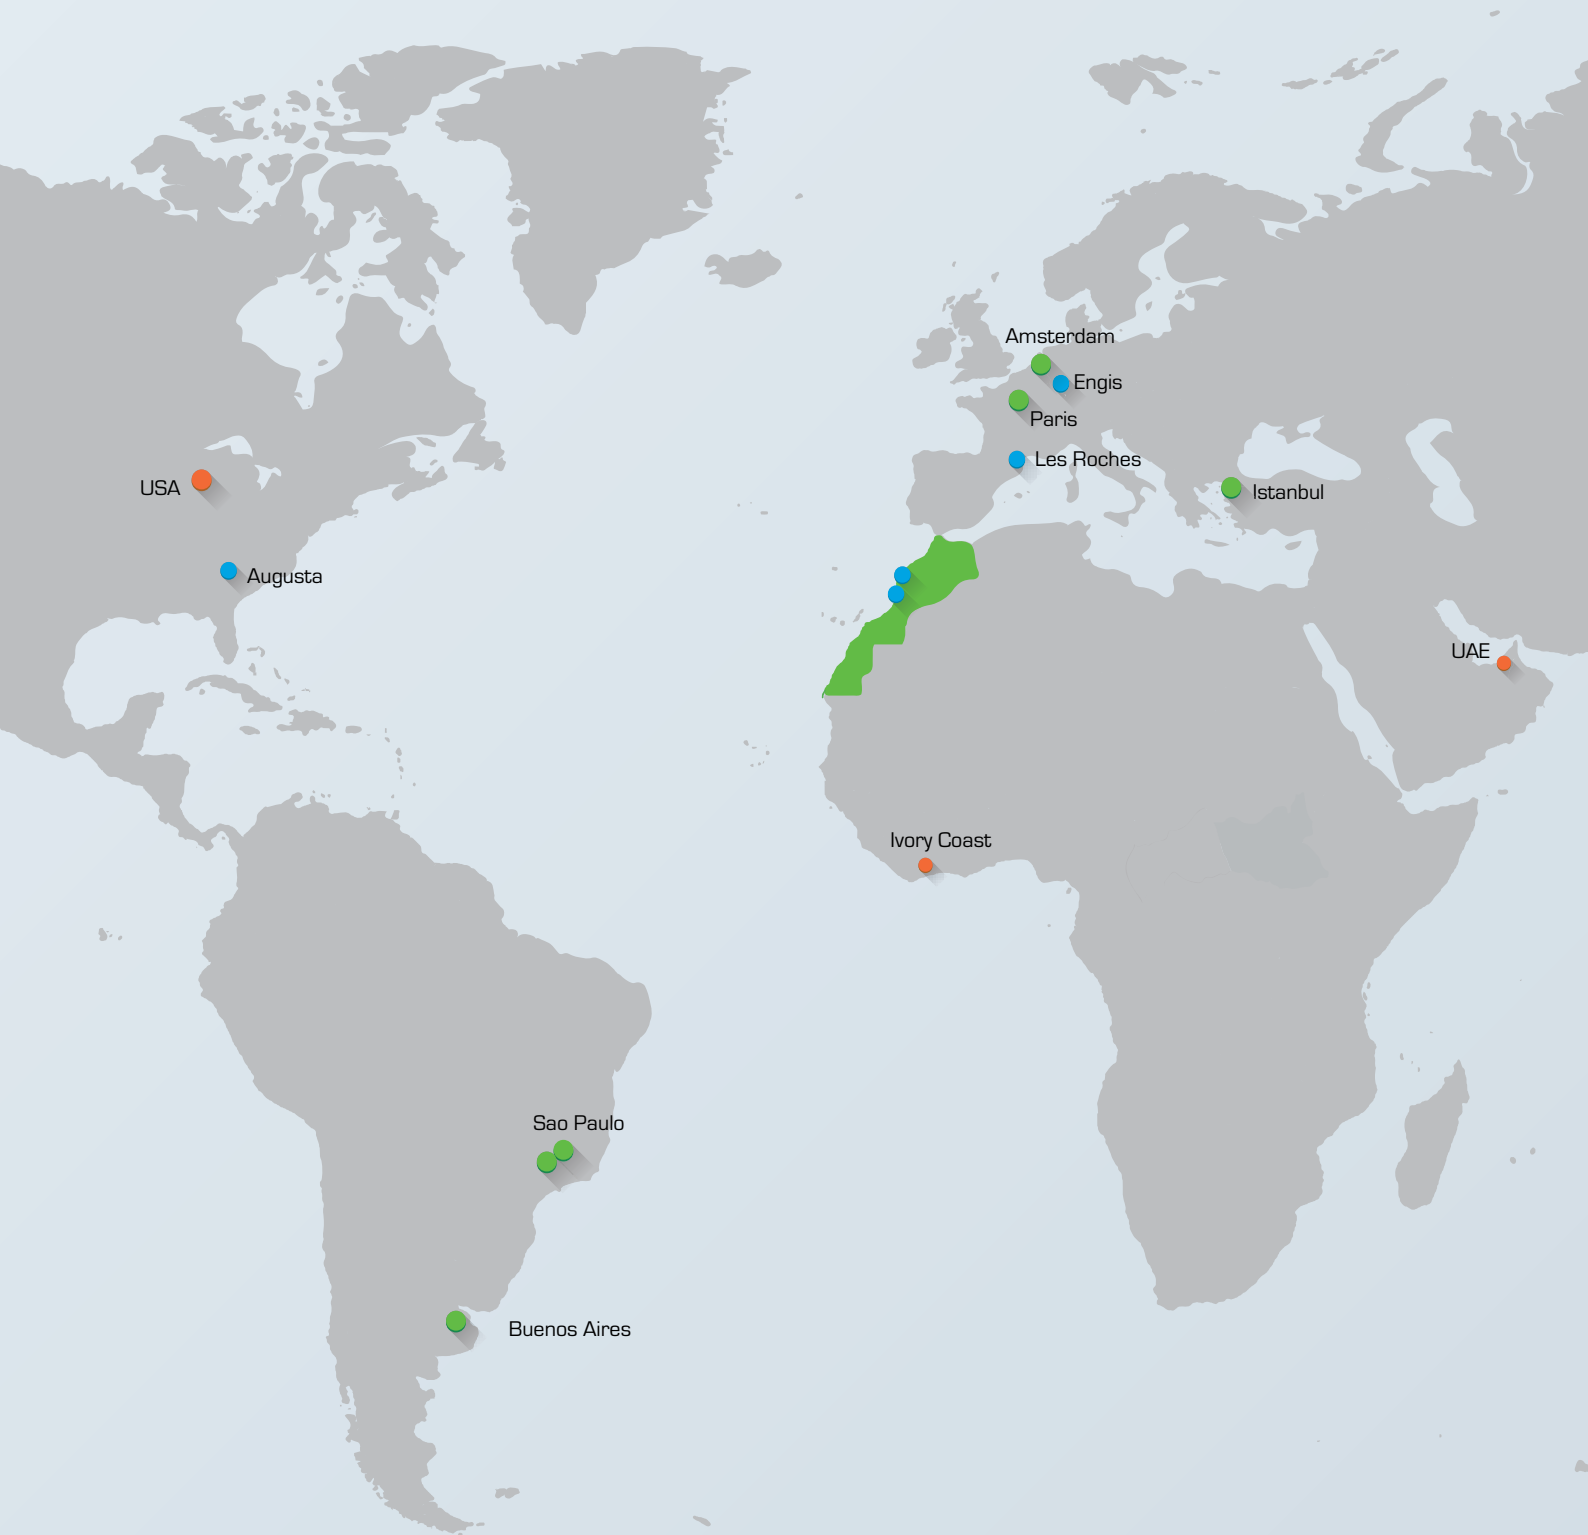 Amsterdam
Engis
Paris
Les Roches
USA
Istanbul
Augusta
UAE
Ivory Coast
Sao Paulo
Buenos Aires